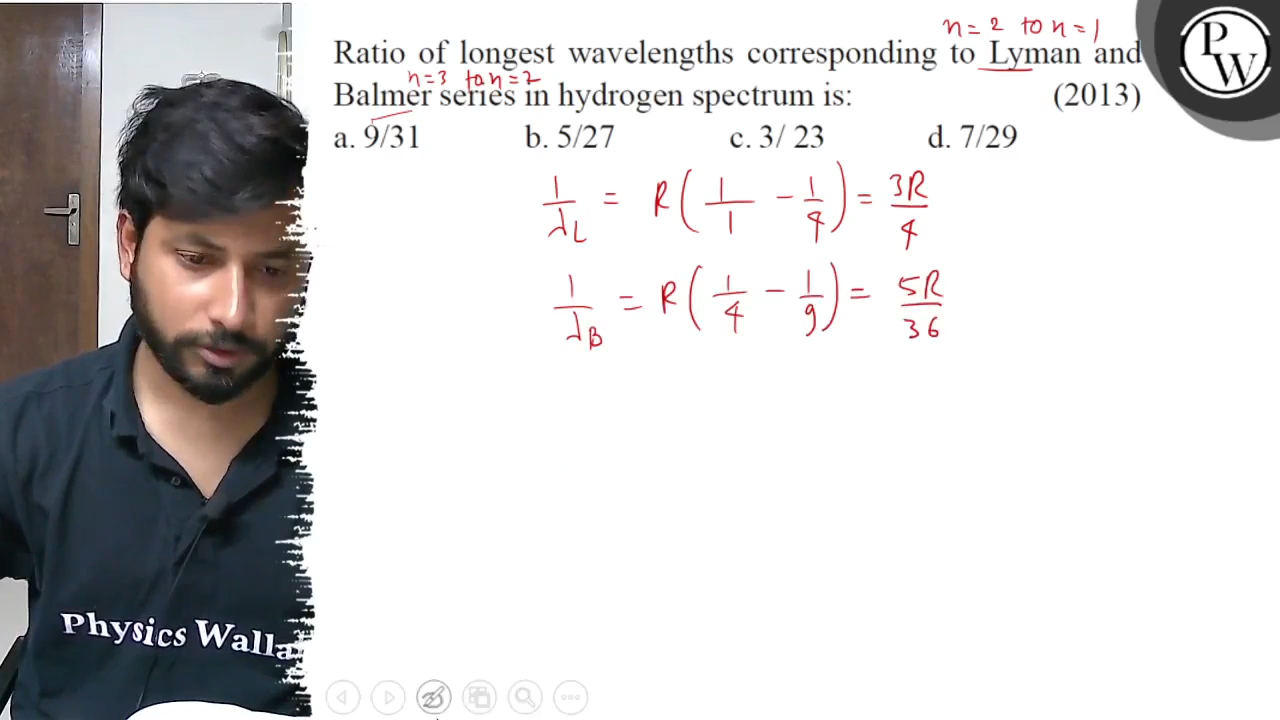 n=2 to n=1
Ratio of longest wavelengths corresponding to Lyman and
n=3 to n=2
Balmer series in hydrogen spectrum is: (2013)
a. 9/31 b. 5/27 c. 3/ 23 d. 7/29
1/λL = R(1/1 − 1/4) = 3R/4
1/λB = R(1/4 − 1/9) = 5R/36
P W
Physics Walla